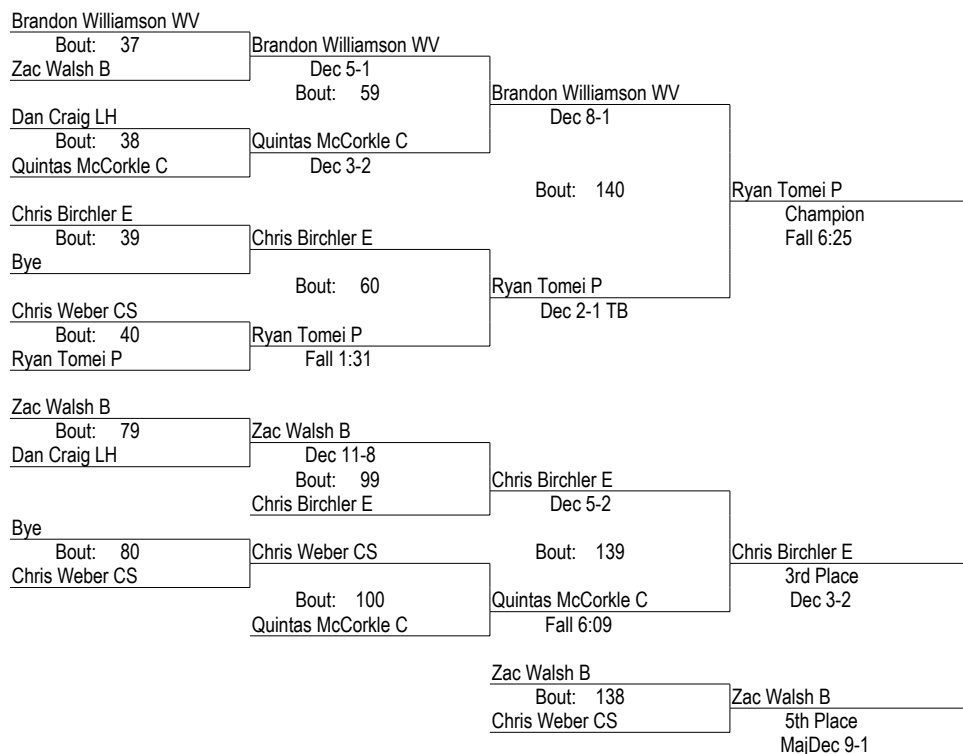 Brandon Williamson WV
Bout: 37
Zac Walsh B
Brandon Williamson WV
Dec 5-1
Bout: 59
Dan Craig LH
Bout: 38
Quintas McCorkle C
Quintas McCorkle C
Dec 3-2
Brandon Williamson WV
Dec 8-1
Bout: 140
Ryan Tomei P
Champion
Fall 6:25
Chris Birchler E
Bout: 39
Bye
Chris Birchler E
Bout: 60
Chris Weber CS
Bout: 40
Ryan Tomei P
Ryan Tomei P
Fall 1:31
Ryan Tomei P
Dec 2-1 TB
Zac Walsh B
Bout: 79
Dan Craig LH
Zac Walsh B
Dec 11-8
Bout: 99
Chris Birchler E
Chris Birchler E
Dec 5-2
Bye
Bout: 80
Chris Weber CS
Chris Weber CS
Bout: 100
Quintas McCorkle C
Bout: 139
Quintas McCorkle C
Fall 6:09
Chris Birchler E
3rd Place
Dec 3-2
Zac Walsh B
Bout: 138
Chris Weber CS
Zac Walsh B
5th Place
MajDec 9-1